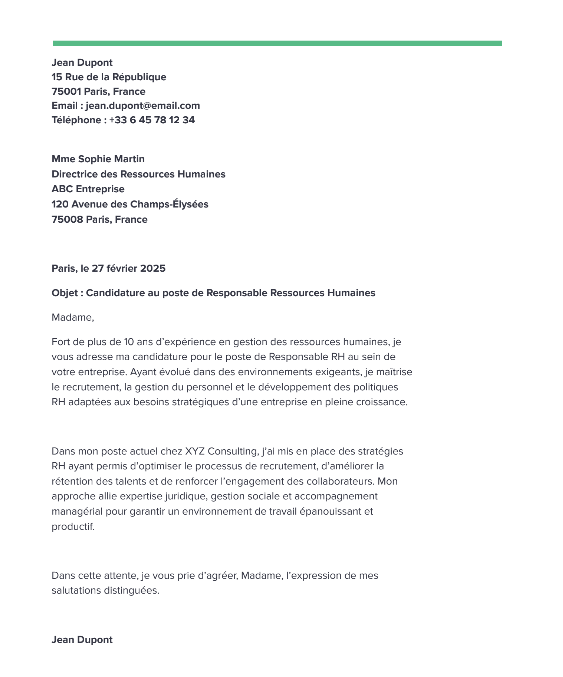 Jean Dupont
15 Rue de la République
75001 Paris, France
Email : jean.dupont@email.com
Téléphone : +33 6 45 78 12 34
Mme Sophie Martin
Directrice des Ressources Humaines
ABC Entreprise
120 Avenue des Champs-Élysées
75008 Paris, France
Paris, le 27 février 2025
Objet : Candidature au poste de Responsable Ressources Humaines
Madame,
Fort de plus de 10 ans d’expérience en gestion des ressources humaines, je
vous adresse ma candidature pour le poste de Responsable RH au sein de
votre entreprise. Ayant évolué dans des environnements exigeants, je maîtrise
le recrutement, la gestion du personnel et le développement des politiques
RH adaptées aux besoins stratégiques d’une entreprise en pleine croissance.
Dans mon poste actuel chez XYZ Consulting, j’ai mis en place des stratégies
RH ayant permis d’optimiser le processus de recrutement, d’améliorer la
rétention des talents et de renforcer l’engagement des collaborateurs. Mon
approche allie expertise juridique, gestion sociale et accompagnement
managérial pour garantir un environnement de travail épanouissant et
productif.
Dans cette attente, je vous prie d’agréer, Madame, l’expression de mes
salutations distinguées.
Jean Dupont